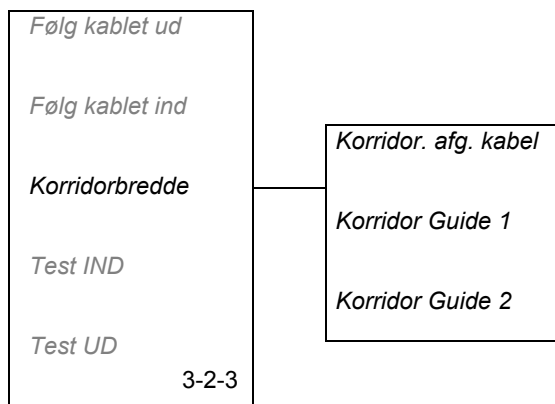 Følg kablet ud
Følg kablet ind
Korridorbredde
Test IND
Test UD
3-2-3
Korridor. afg. kabel
Korridor Guide 1
Korridor Guide 2